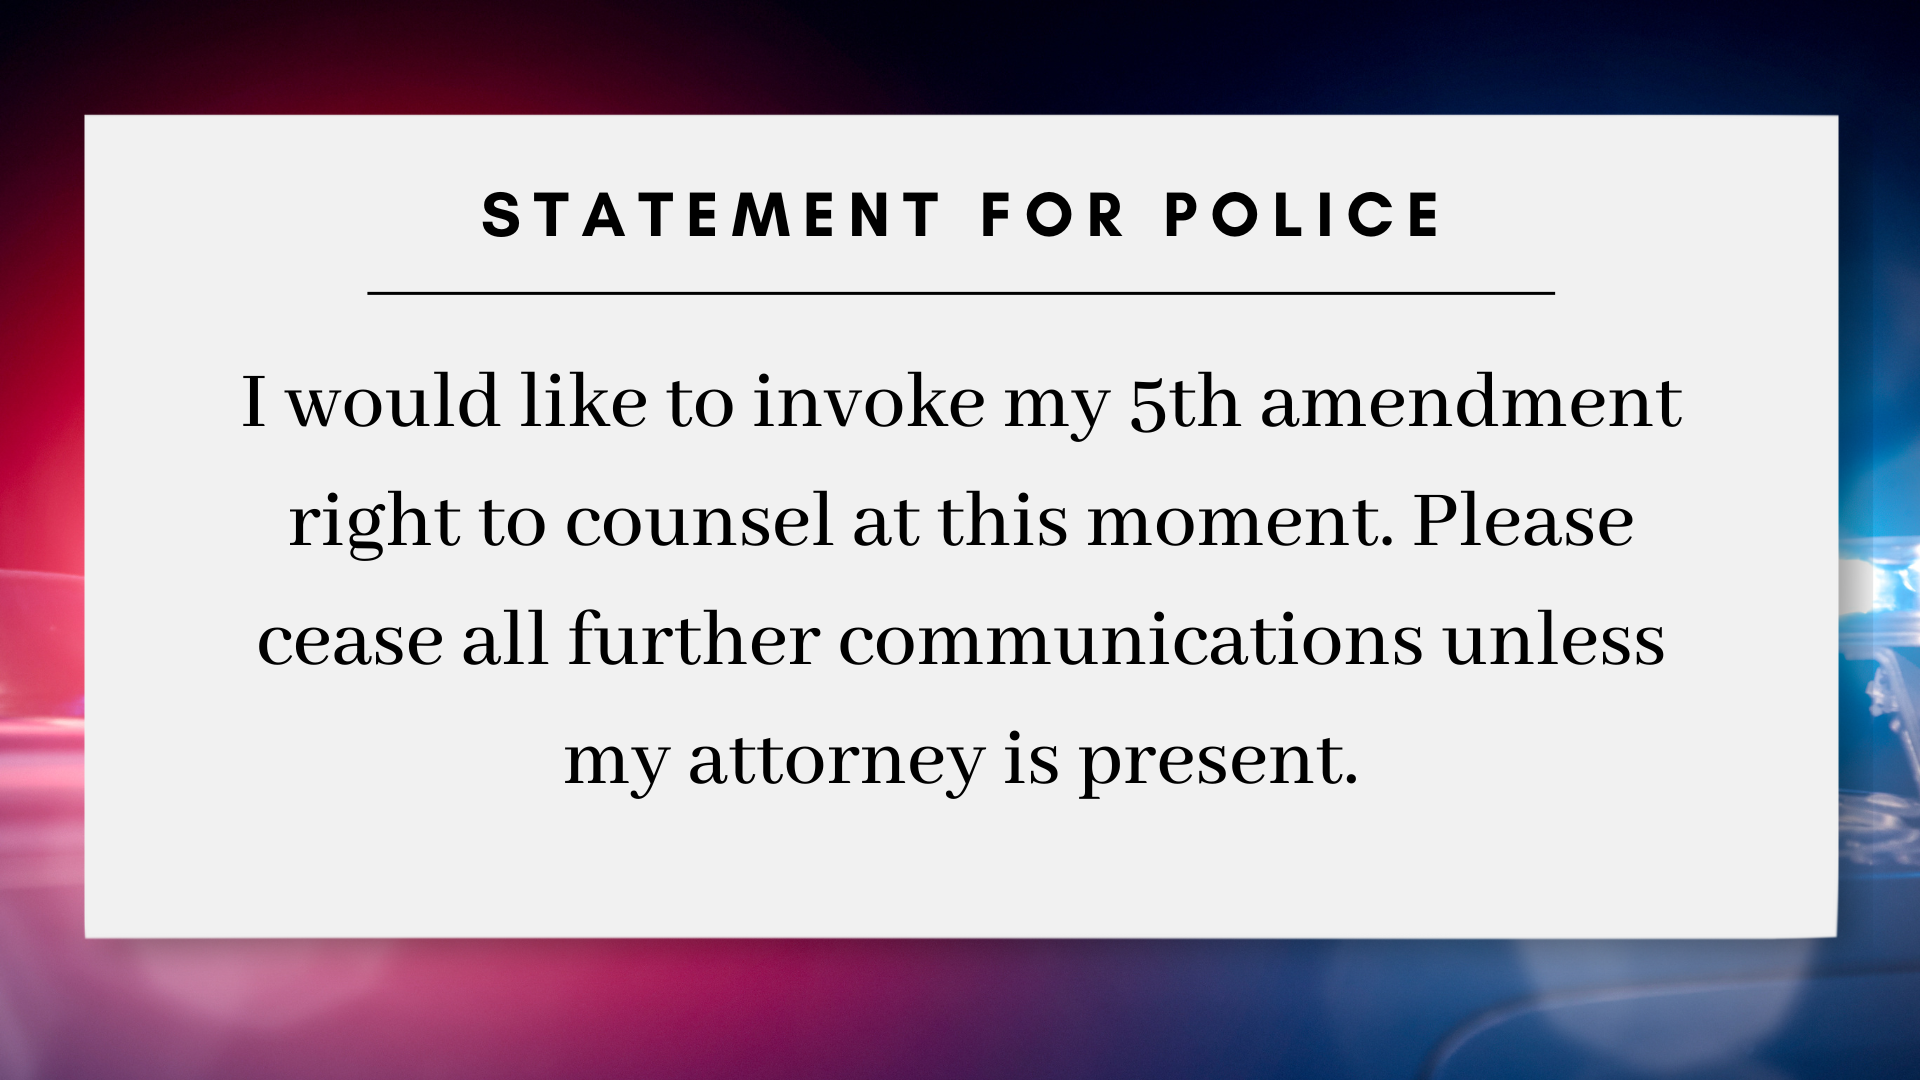 STATEMENT FOR POLICE
I would like to invoke my 5th amendment
right to counsel at this moment. Please
cease all further communications unless
my attorney is present.